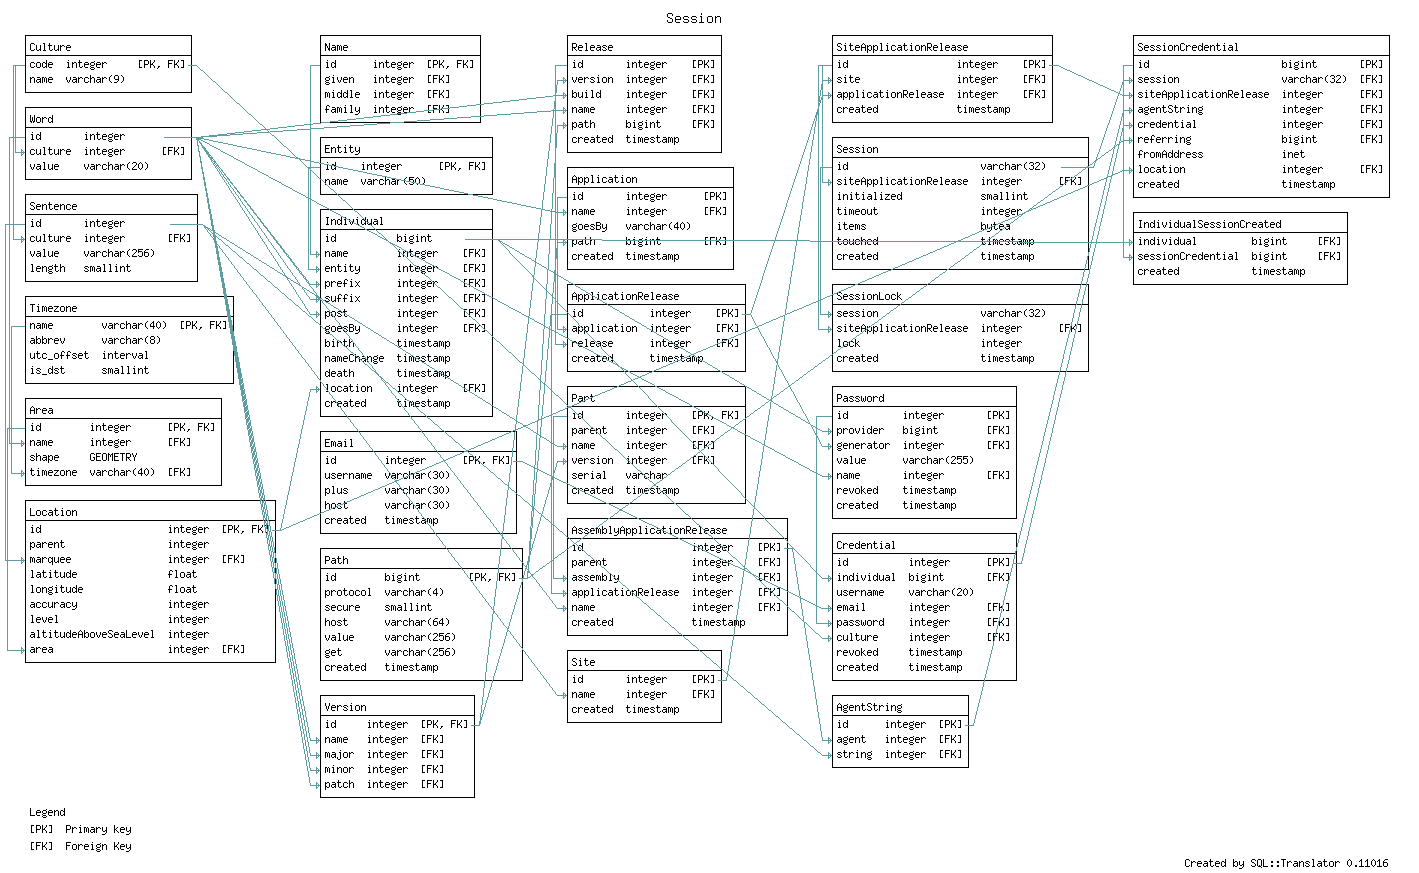 Session
Culture
code integer [PK, FK]
name varchar(9)
Word
id integer
culture integer [FK]
value varchar(20)
Sentence
id integer
culture integer [FK]
value varchar(256)
length smallint
Timezone
name varchar(40) [PK, FK]
abbrev varchar(8)
utc_offset interval
is_dst smallint
Area
id integer [PK, FK]
name integer [FK]
shape GEOMETRY
timezone varchar(40) [FK]
Location
id integer [PK, FK]
parent integer
marquee integer [FK]
latitude float
longitude float
accuracy integer
level integer
altitudeAboveSeaLevel integer
area integer [FK]
Name
id integer [PK, FK]
given integer [FK]
middle integer [FK]
family integer [FK]
Entity
id integer [PK, FK]
name varchar(50)
Individual
id bigint
name integer [FK]
entity integer [FK]
prefix integer [FK]
suffix integer [FK]
post integer [FK]
goesBy integer [FK]
birth timestamp
nameChange timestamp
death timestamp
location integer [FK]
created timestamp
Email
id integer [PK, FK]
username varchar(30)
plus varchar(30)
host varchar(30)
created timestamp
Path
id bigint [PK, FK]
protocol varchar(4)
secure smallint
host varchar(64)
value varchar(256)
get varchar(256)
created timestamp
Version
id integer [PK, FK]
name integer [FK]
major integer [FK]
minor integer [FK]
patch integer [FK]
Release
id integer [PK]
version integer [FK]
build integer [FK]
name integer [FK]
path bigint [FK]
created timestamp
Application
id integer [PK]
name integer [FK]
goesBy varchar(40)
path bigint [FK]
created timestamp
ApplicationRelease
id integer [PK]
application integer [FK]
release integer [FK]
created timestamp
Part
id integer [PK, FK]
parent integer [FK]
name integer [FK]
version integer [FK]
serial varchar
created timestamp
AssemblyApplicationRelease
id integer [PK]
parent integer [FK]
assembly integer [FK]
applicationRelease integer [FK]
name integer [FK]
created timestamp
Site
id integer [PK]
name integer [FK]
created timestamp
SiteApplicationRelease
id integer [PK]
site integer [FK]
applicationRelease integer [FK]
created timestamp
Session
id varchar(32)
siteApplicationRelease integer [FK]
initialized smallint
timeout integer
items bytea
touched timestamp
created timestamp
SessionLock
session varchar(32)
siteApplicationRelease integer [FK]
lock integer
created timestamp
Password
id integer [PK]
provider bigint [FK]
generator integer [FK]
value varchar(255)
name integer [FK]
revoked timestamp
created timestamp
Credential
id integer [PK]
individual bigint [FK]
username varchar(20)
email integer [FK]
password integer [FK]
culture integer [FK]
revoked timestamp
created timestamp
AgentString
id integer [PK]
agent integer [FK]
string integer [FK]
SessionCredential
id bigint [PK]
session varchar(32) [FK]
siteApplicationRelease integer [FK]
agentString integer [FK]
credential integer [FK]
referring bigint [FK]
fromAddress inet
location integer [FK]
created timestamp
IndividualSessionCreated
individual bigint [FK]
sessionCredential bigint [FK]
created timestamp
Legend
[PK] Primary key
[FK] Foreign Key
Created by SQL::Translator 0.11016